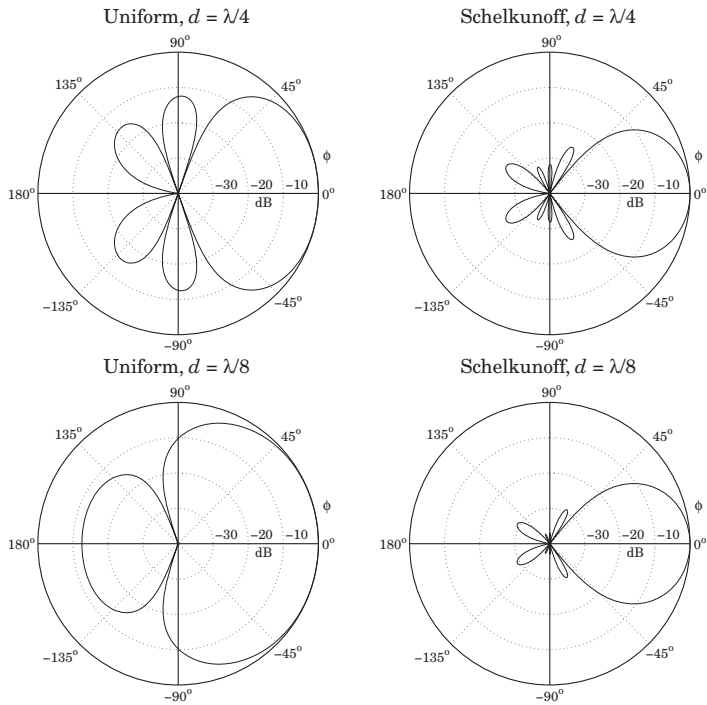 Uniform, d = λ/4
90°
135°
45°
ϕ
180°
−30 −20 −10
0°
dB
−135°
−45°
−90°
Schelkunoff, d = λ/4
90°
135°
45°
ϕ
180°
−30 −20 −10
0°
dB
−135°
−45°
−90°
Uniform, d = λ/8
90°
135°
45°
ϕ
180°
−30 −20 −10
0°
dB
−135°
−45°
−90°
Schelkunoff, d = λ/8
90°
135°
45°
ϕ
180°
−30 −20 −10
0°
dB
−135°
−45°
−90°